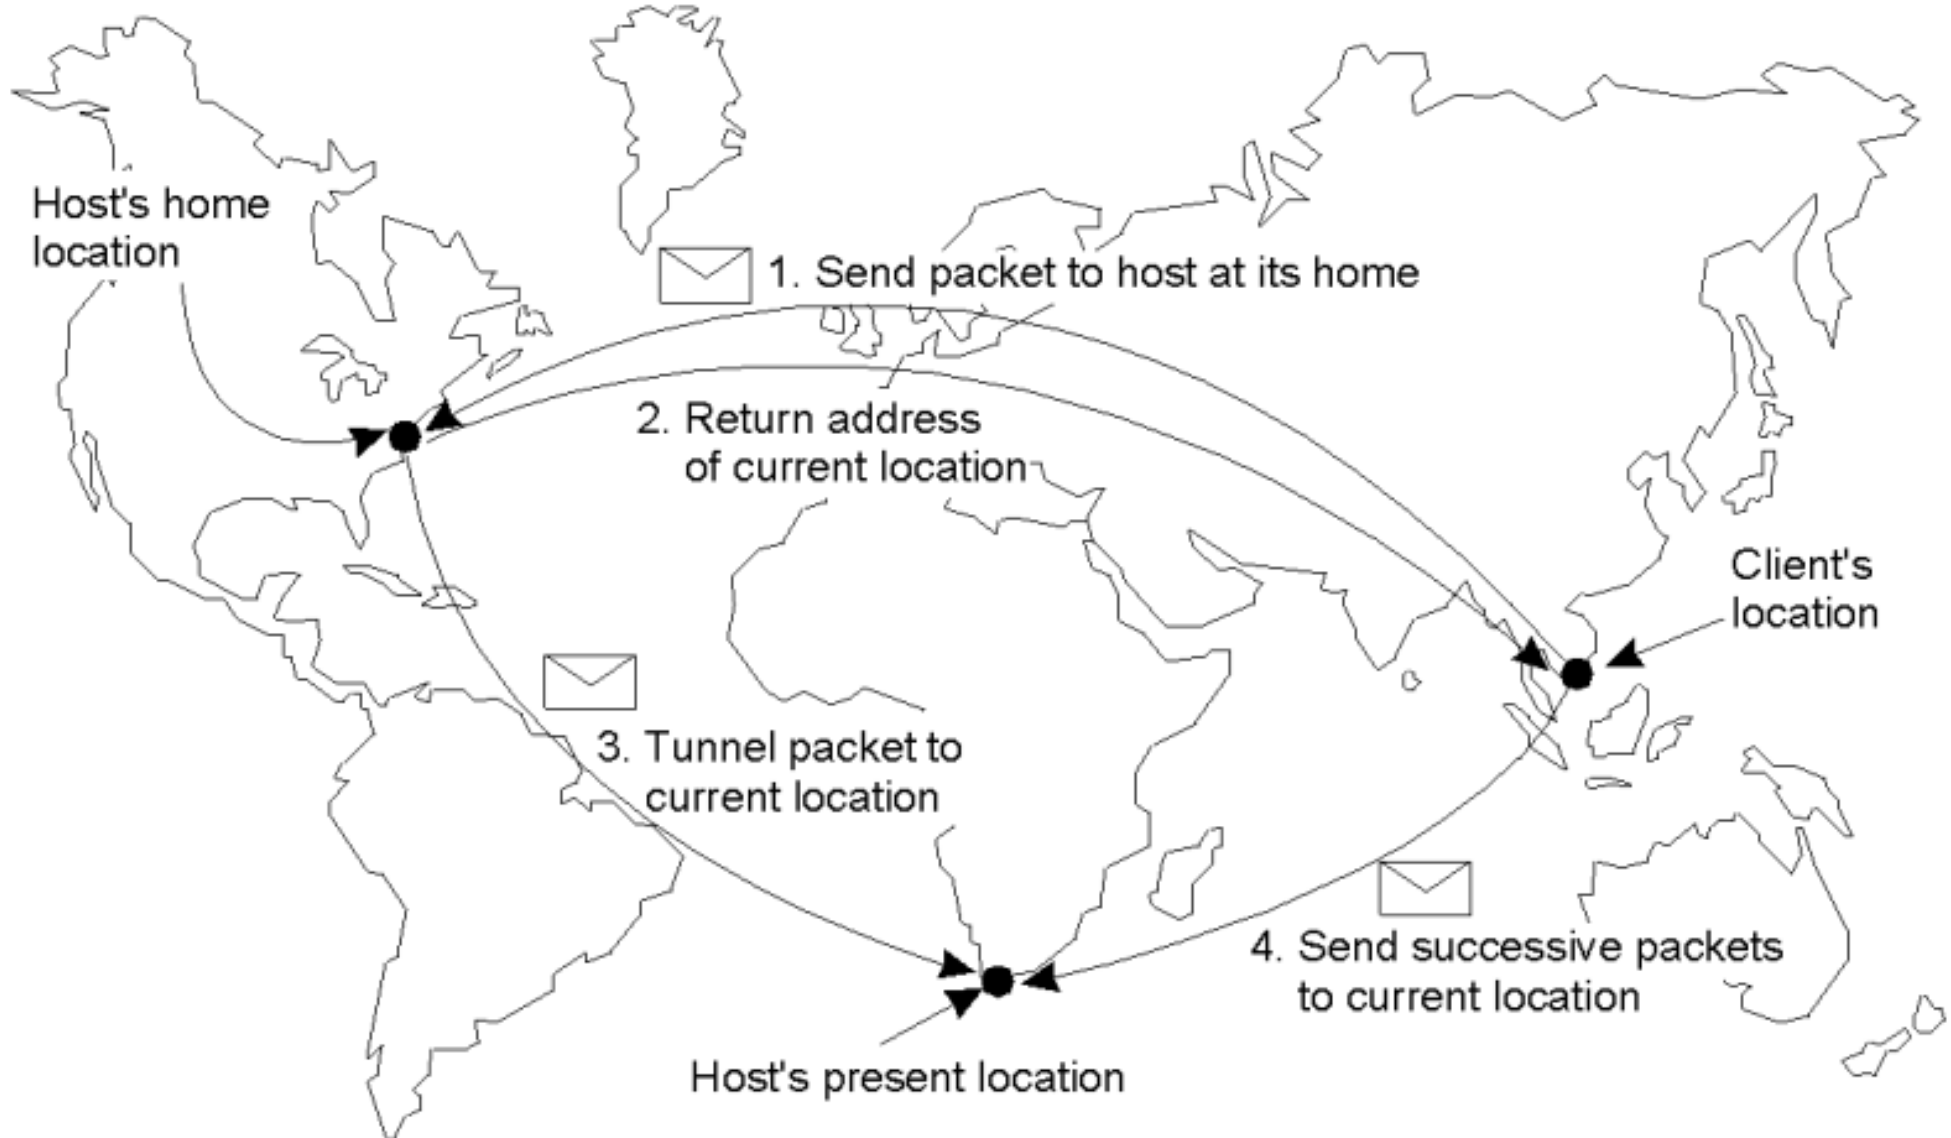 Host's home
location
1. Send packet to host at its home
2. Return address
of current location
Client's
location
3. Tunnel packet to
current location
4. Send successive packets
to current location
Host's present location